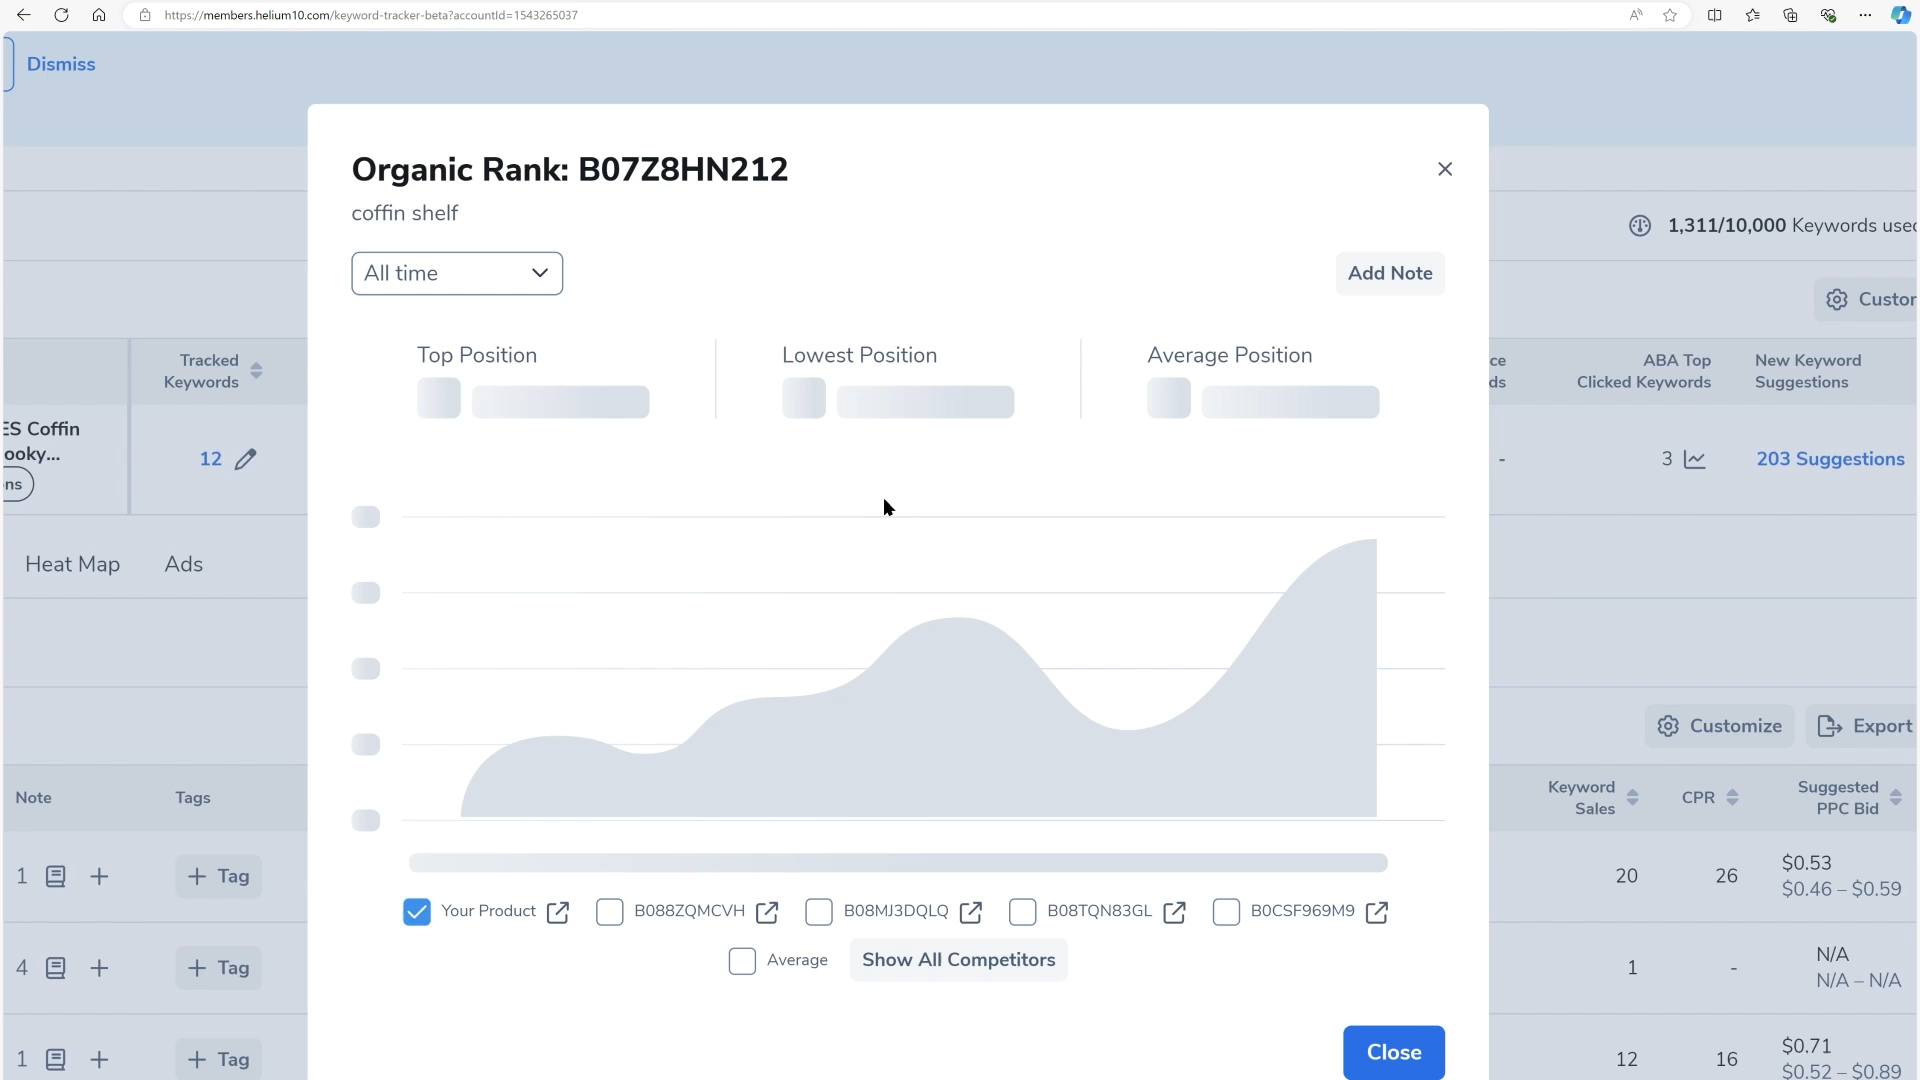 https://members.helium10.com/keyword-tracker-beta?accountId=1543265037
Dismiss
Organic Rank: B07Z8HN212
coffin shelf
1,311/10,000 Keywords used
All time
Add Note
Custom
Top Position
Lowest Position
Average Position
Tracked
Keywords
ce
ds
ABA Top
Clicked Keywords
New Keyword
Suggestions
ES Coffin
ooky...
ns
12
-
3
203 Suggestions
Heat Map
Ads
Customize
Export
Note
Tags
Keyword
Sales
CPR
Suggested
PPC Bid
1
+ Tag
20
26
$0.53
$0.46 – $0.59
Your Product
B088ZQMCVH
B08MJ3DQLQ
B08TQN83GL
B0CSF969M9
Average
Show All Competitors
4
+ Tag
1
-
N/A
N/A – N/A
1
+ Tag
12
16
$0.71
$0.52 – $0.89
Close